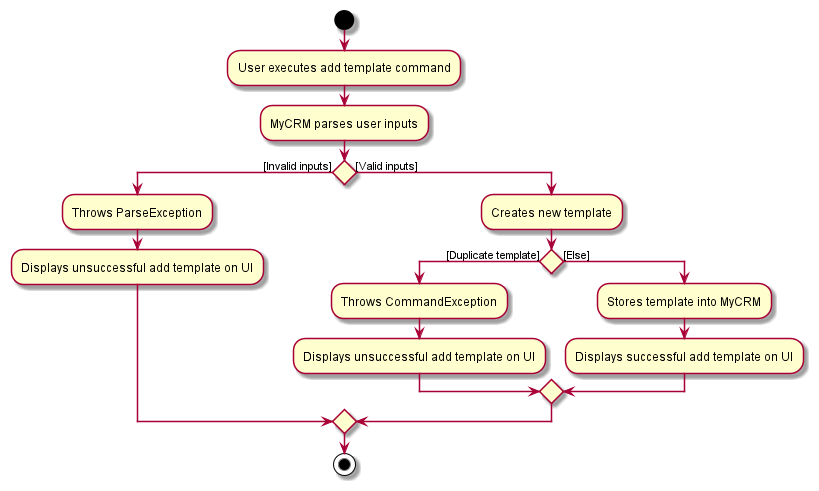 User executes add template command
MyCRM parses user inputs
[Invalid inputs]
[Valid inputs]
Throws ParseException
Creates new template
Displays unsuccessful add template on UI
[Duplicate template]
[Else]
Throws CommandException
Stores template into MyCRM
Displays unsuccessful add template on UI
Displays successful add template on UI